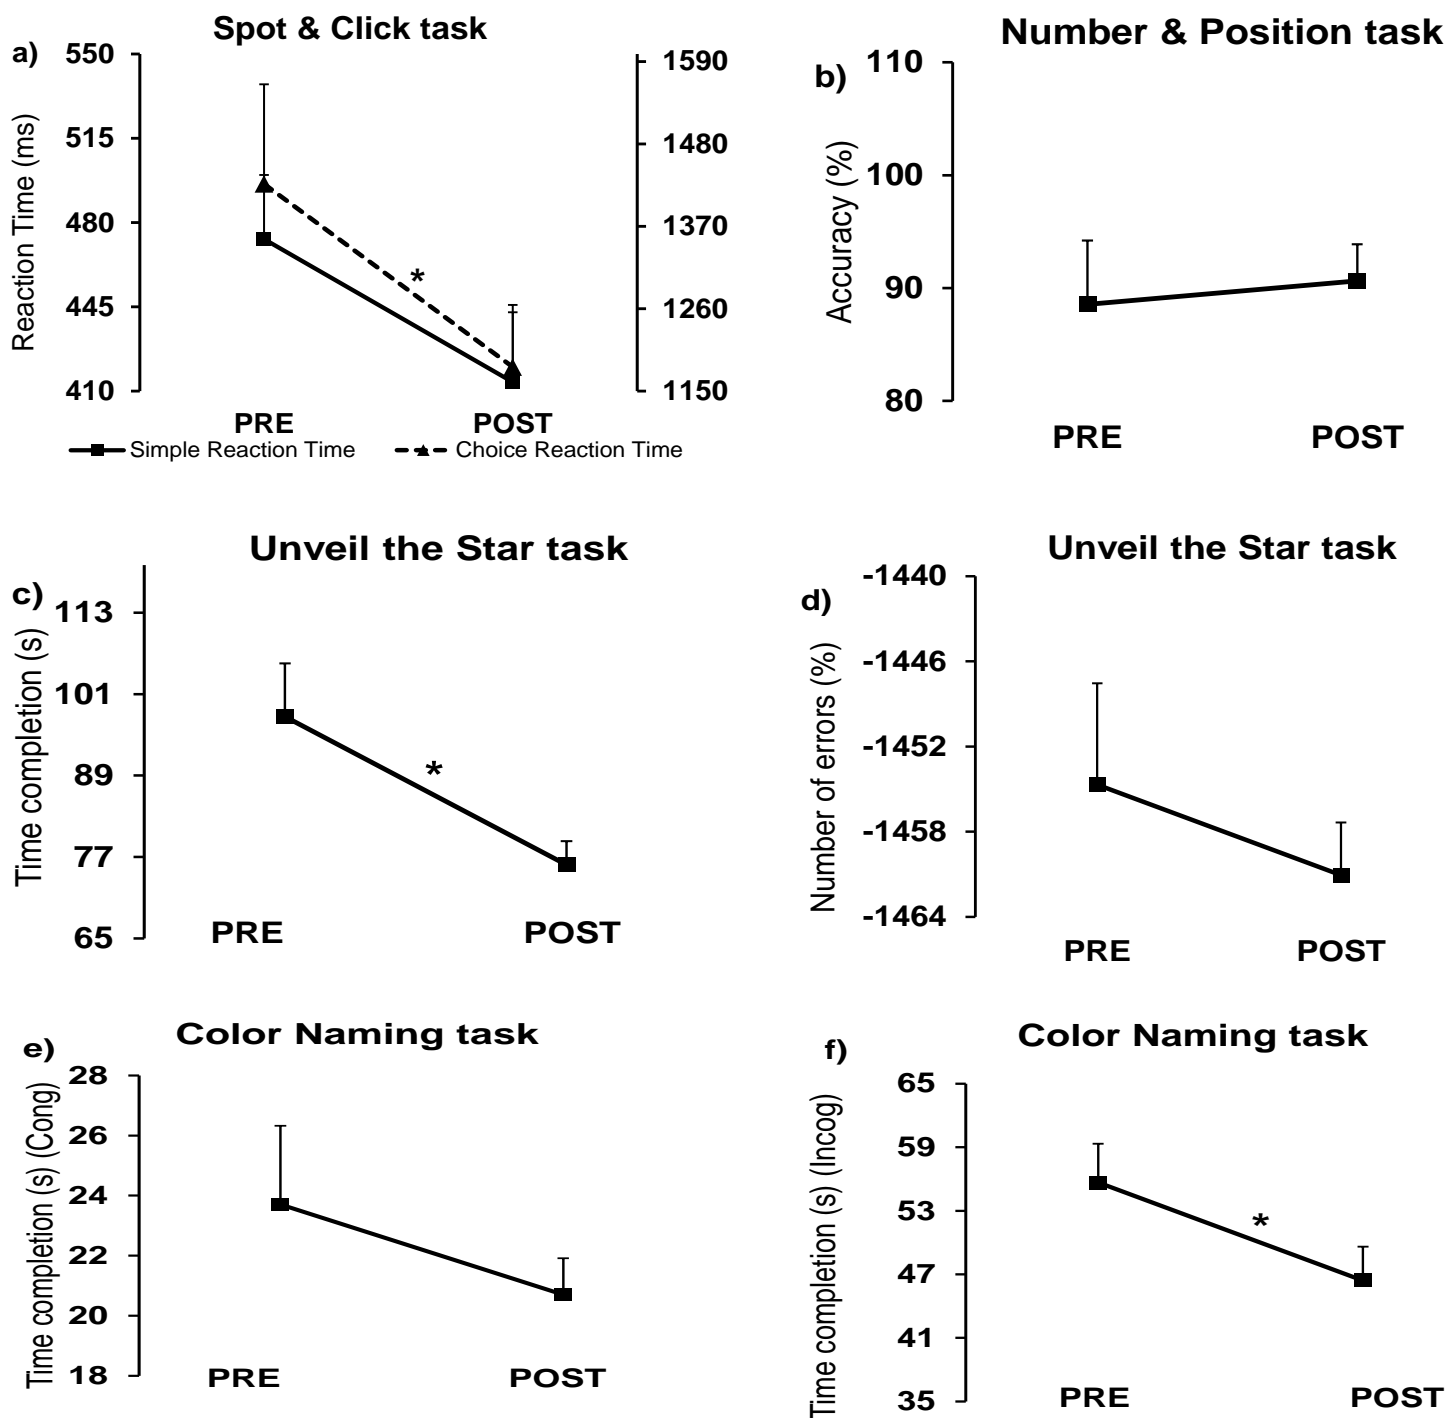 a)
Spot & Click task
Reaction Time (ms)
550
515
480
445
410
1590
1480
1370
1260
1150
*
PRE
POST
Simple Reaction Time
Choice Reaction Time
b)
Number & Position task
Accuracy (%)
110
100
90
80
PRE
POST
c)
Unveil the Star task
Time completion (s)
113
101
89
77
65
*
PRE
POST
d)
Unveil the Star task
Number of errors (%)
-1440
-1446
-1452
-1458
-1464
PRE
POST
e)
Color Naming task
Time completion (s) (Cong)
28
26
24
22
20
18
PRE
POST
f)
Color Naming task
Time completion (s) (Incog)
65
59
53
47
41
35
*
PRE
POST